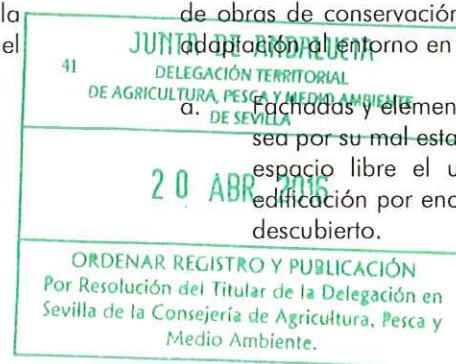 la
el
de obras de conservación
adaptación al entorno en
a. Fachadas y elemen
sea por su mal esta
espacio libre el u
edificación por enc
descubierto.
JUNTA DE ANDALUCIA
41
DELEGACIÓN TERRITORIAL
DE AGRICULTURA, PESCA Y MEDIO AMBIENTE
DE SEVILLA
20 ABR 2016
ORDENAR REGISTRO Y PUBLICACIÓN
Por Resolución del Titular de la Delegación en
Sevilla de la Consejería de Agricultura, Pesca y
Medio Ambiente.